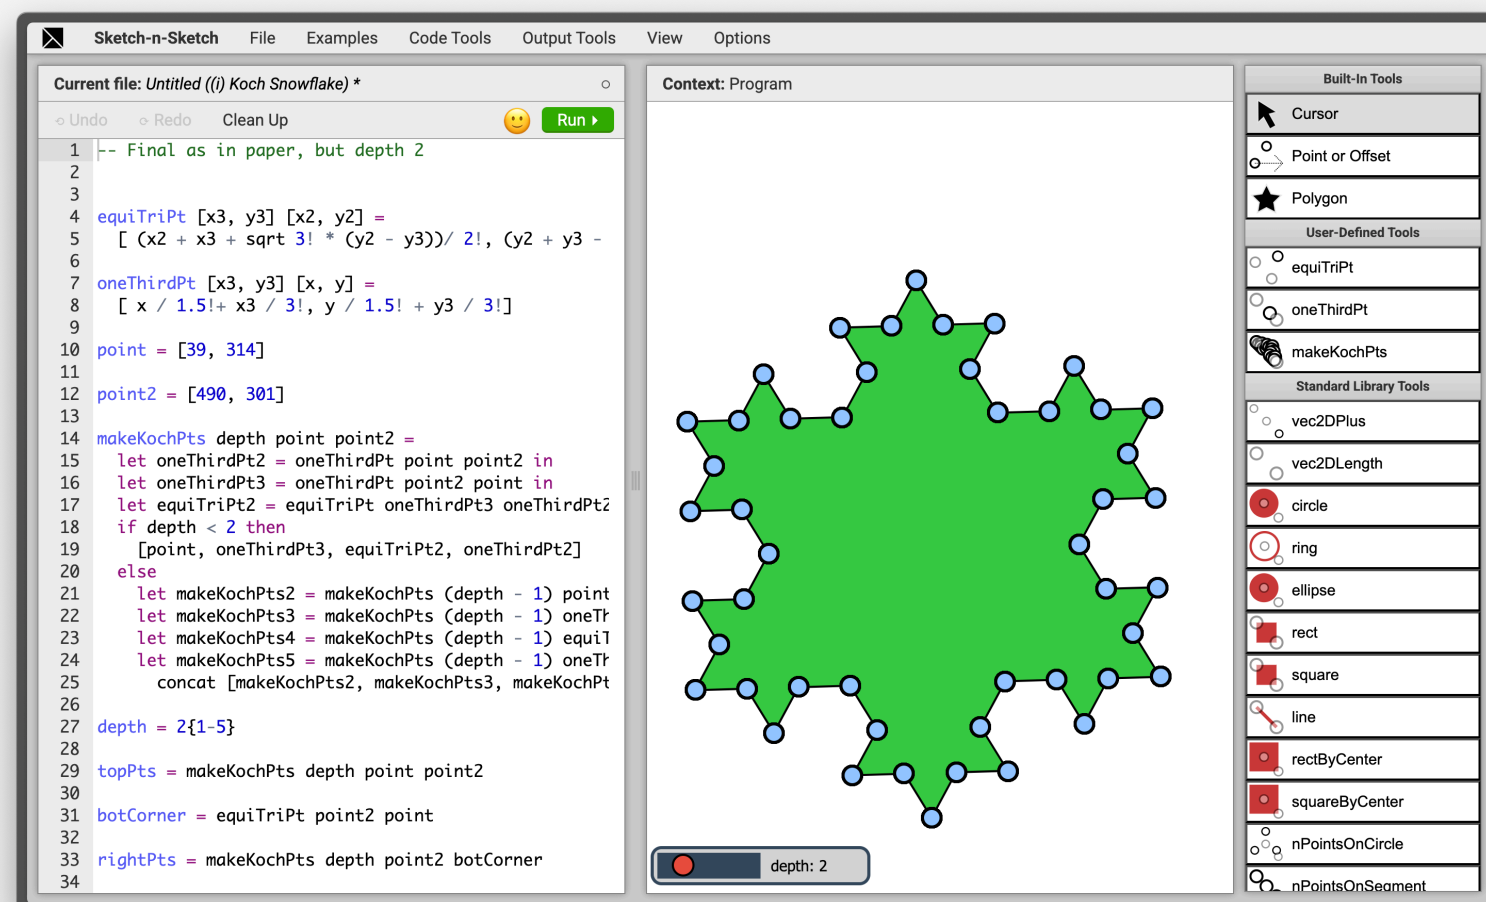 Sketch-n-Sketch File Examples Code Tools Output Tools View Options
Current file: Untitled ((i) Koch Snowflake) *
Undo Redo Clean Up Run
1 -- Final as in paper, but depth 2
2
3
4 equiTriPt [x3, y3] [x2, y2] =
5 [ (x2 + x3 + sqrt 3! * (y2 - y3))/ 2!, (y2 + y3 -
6
7 oneThirdPt [x3, y3] [x, y] =
8 [ x / 1.5!+ x3 / 3!, y / 1.5! + y3 / 3!]
9
10 point = [39, 314]
11
12 point2 = [490, 301]
13
14 makeKochPts depth point point2 =
15 let oneThirdPt2 = oneThirdPt point point2 in
16 let oneThirdPt3 = oneThirdPt point2 point in
17 let equiTriPt2 = equiTriPt oneThirdPt3 oneThirdPt2
18 if depth < 2 then
19 [point, oneThirdPt3, equiTriPt2, oneThirdPt2]
20 else
21 let makeKochPts2 = makeKochPts (depth - 1) point
22 let makeKochPts3 = makeKochPts (depth - 1) oneTh
23 let makeKochPts4 = makeKochPts (depth - 1) equiT
24 let makeKochPts5 = makeKochPts (depth - 1) oneTh
25 concat [makeKochPts2, makeKochPts3, makeKochPt
26
27 depth = 2{1-5}
28
29 topPts = makeKochPts depth point point2
30
31 botCorner = equiTriPt point2 point
32
33 rightPts = makeKochPts depth point2 botCorner
34
Context: Program
depth: 2
Built-In Tools
Cursor
Point or Offset
Polygon
User-Defined Tools
equiTriPt
oneThirdPt
makeKochPts
Standard Library Tools
vec2DPlus
vec2DLength
circle
ring
ellipse
rect
square
line
rectByCenter
squareByCenter
nPointsOnCircle
nPointsOnSegment